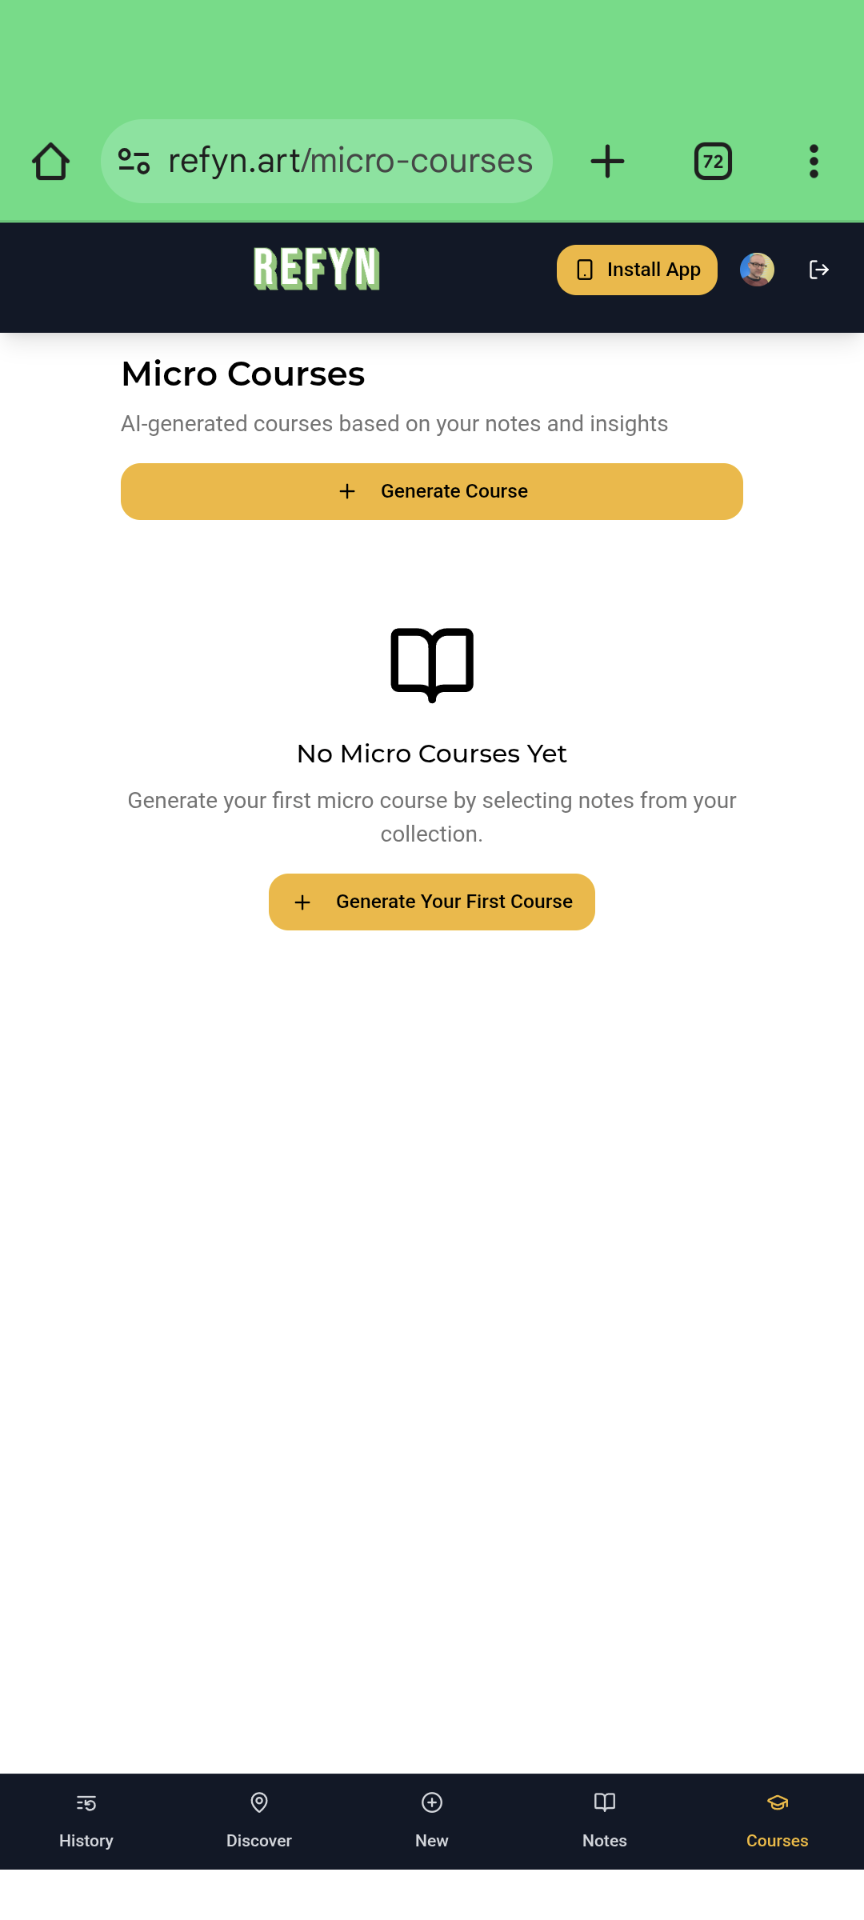 refyn.art/micro-courses
72
REFYN
Install App
Micro Courses
AI-generated courses based on your notes and insights
Generate Course
No Micro Courses Yet
Generate your first micro course by selecting notes from your
collection.
Generate Your First Course
History
Discover
New
Notes
Courses